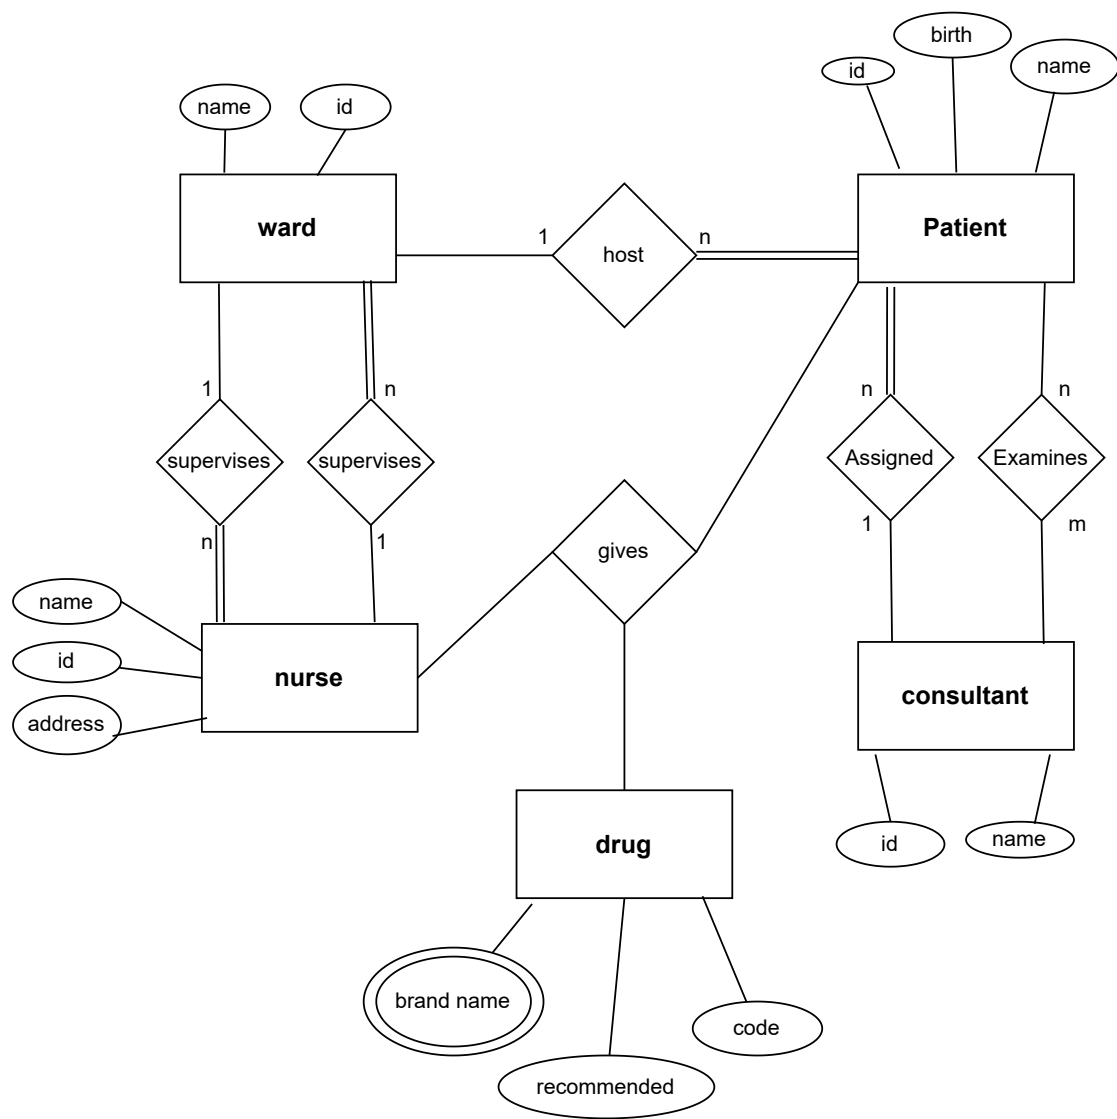 birth
id
name
name
id
ward
Patient
1
n
host
1
n
n
n
supervises
supervises
Assigned
Examines
n
1
1
m
gives
name
id
nurse
address
consultant
drug
id
name
brand name
code
recommended